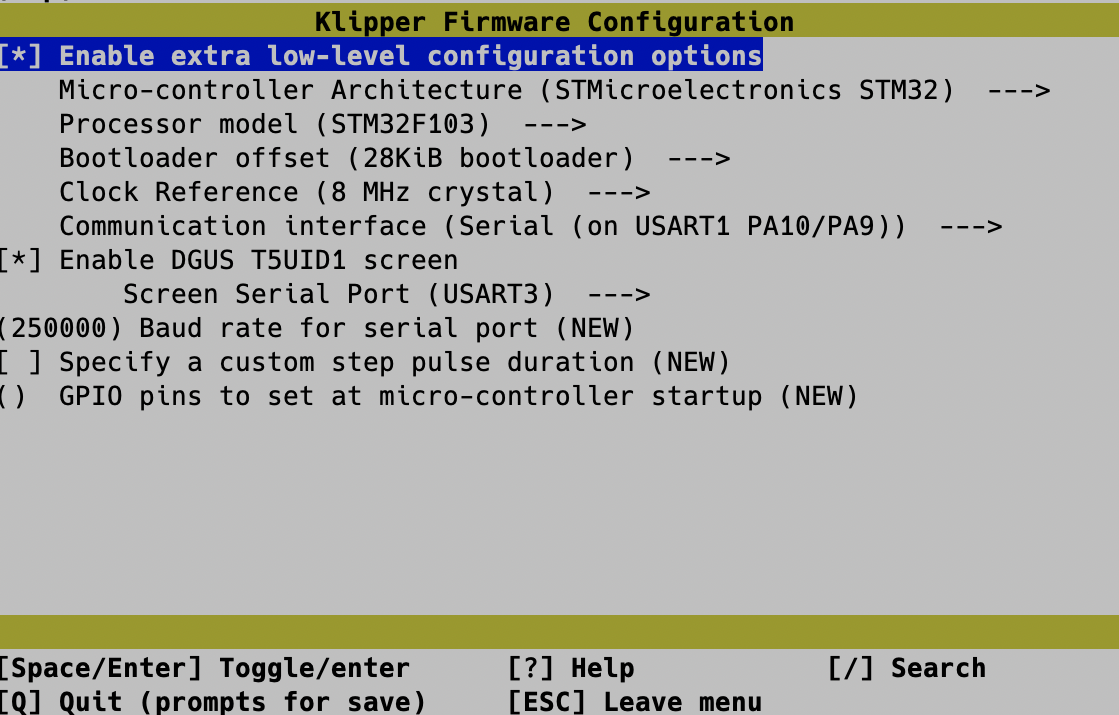 Klipper Firmware Configuration
[*] Enable extra low-level configuration options
Micro-controller Architecture (STMicroelectronics STM32) --->
Processor model (STM32F103) --->
Bootloader offset (28KiB bootloader) --->
Clock Reference (8 MHz crystal) --->
Communication interface (Serial (on USART1 PA10/PA9)) --->
[*] Enable DGUS T5UID1 screen
Screen Serial Port (USART3) --->
(250000) Baud rate for serial port (NEW)
[ ] Specify a custom step pulse duration (NEW)
() GPIO pins to set at micro-controller startup (NEW)
[Space/Enter] Toggle/enter [?] Help [/] Search
[Q] Quit (prompts for save) [ESC] Leave menu